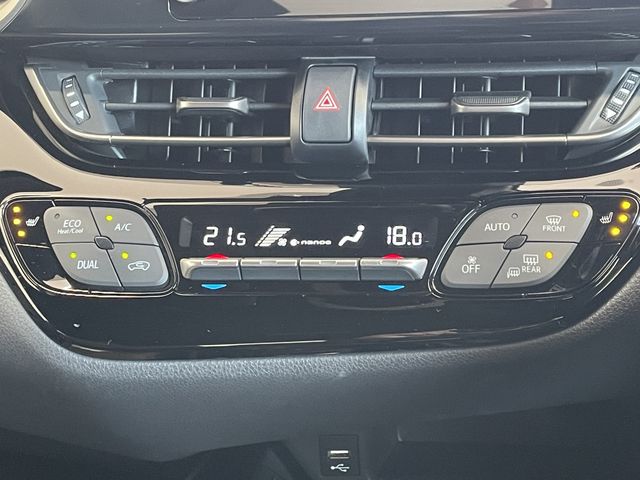 21.5 nanoe 18.0
ECO
Heat/Cool
A/C
DUAL
AUTO
FRONT
OFF
REAR